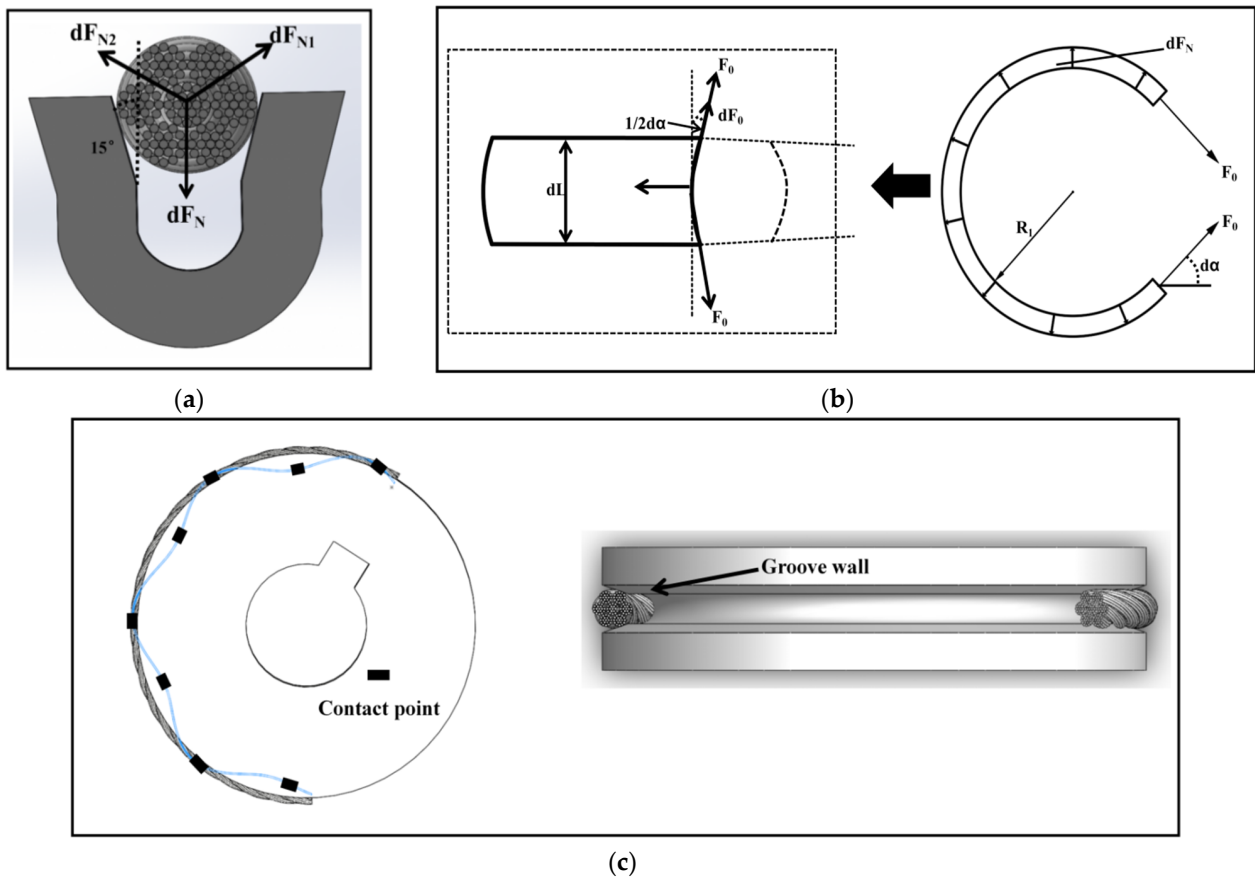 dF_N2
dF_N1
15°
dF_N
(a)
F_0
dF_0
1/2dα
dL
F_0
dF_N
F_0
R_1
F_0
dα
(b)
Contact point
Groove wall
(c)